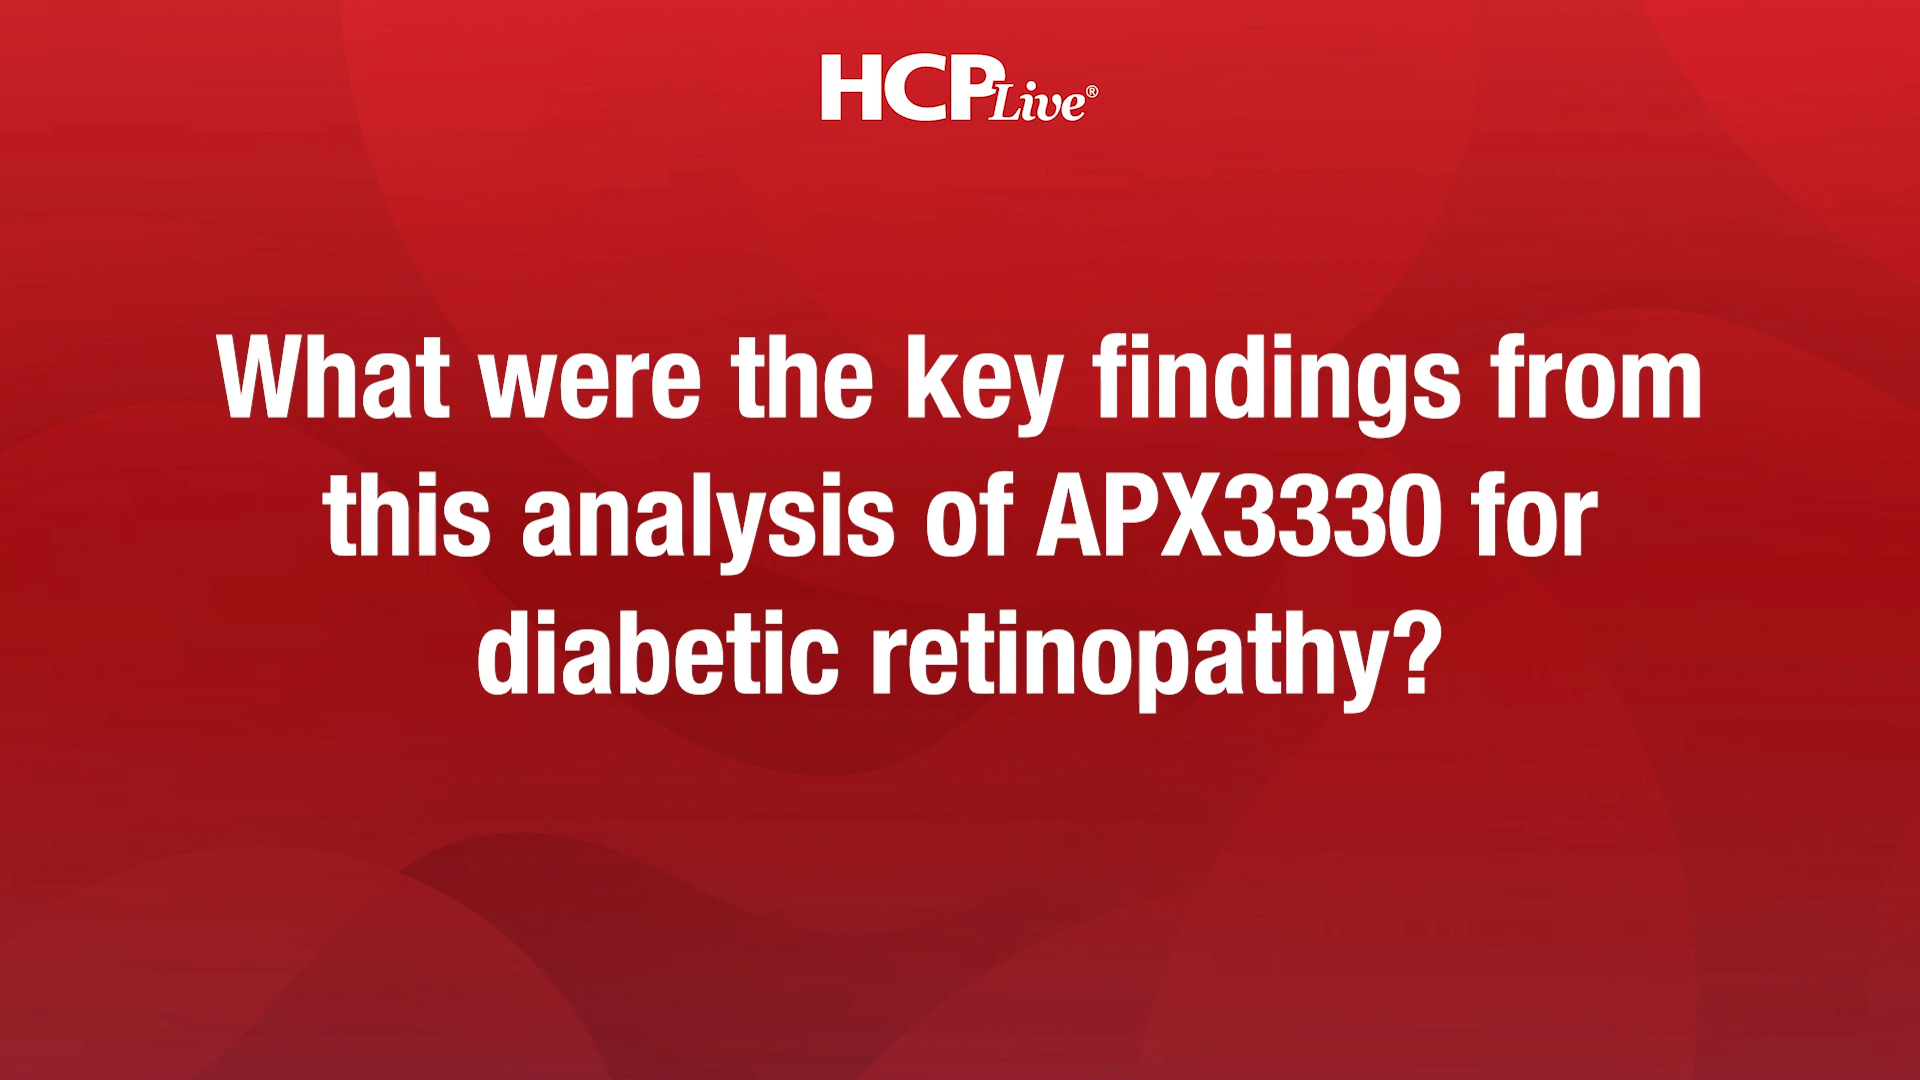 HCPLive®
What were the key findings from
this analysis of APX3330 for
diabetic retinopathy?